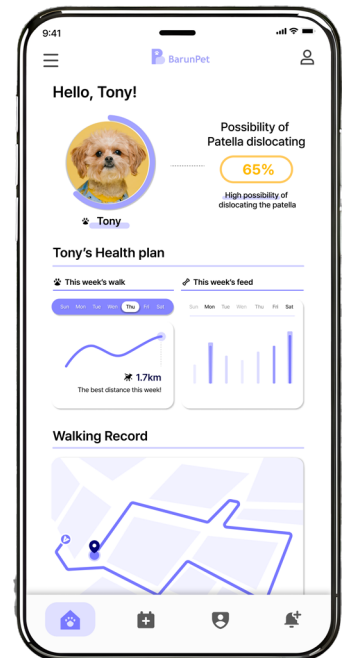 9:41
BarunPet
Hello, Tony!
Possibility of
Patella dislocating
65%
High possibility of
dislocating the patella
Tony
Tony's Health plan
This week's walk
This week's feed
Sun Mon Tue Wen Thu Fri Sat
Sun Mon Tue Wen Thu Fri Sat
1.7km
The best distance this week!
Walking Record